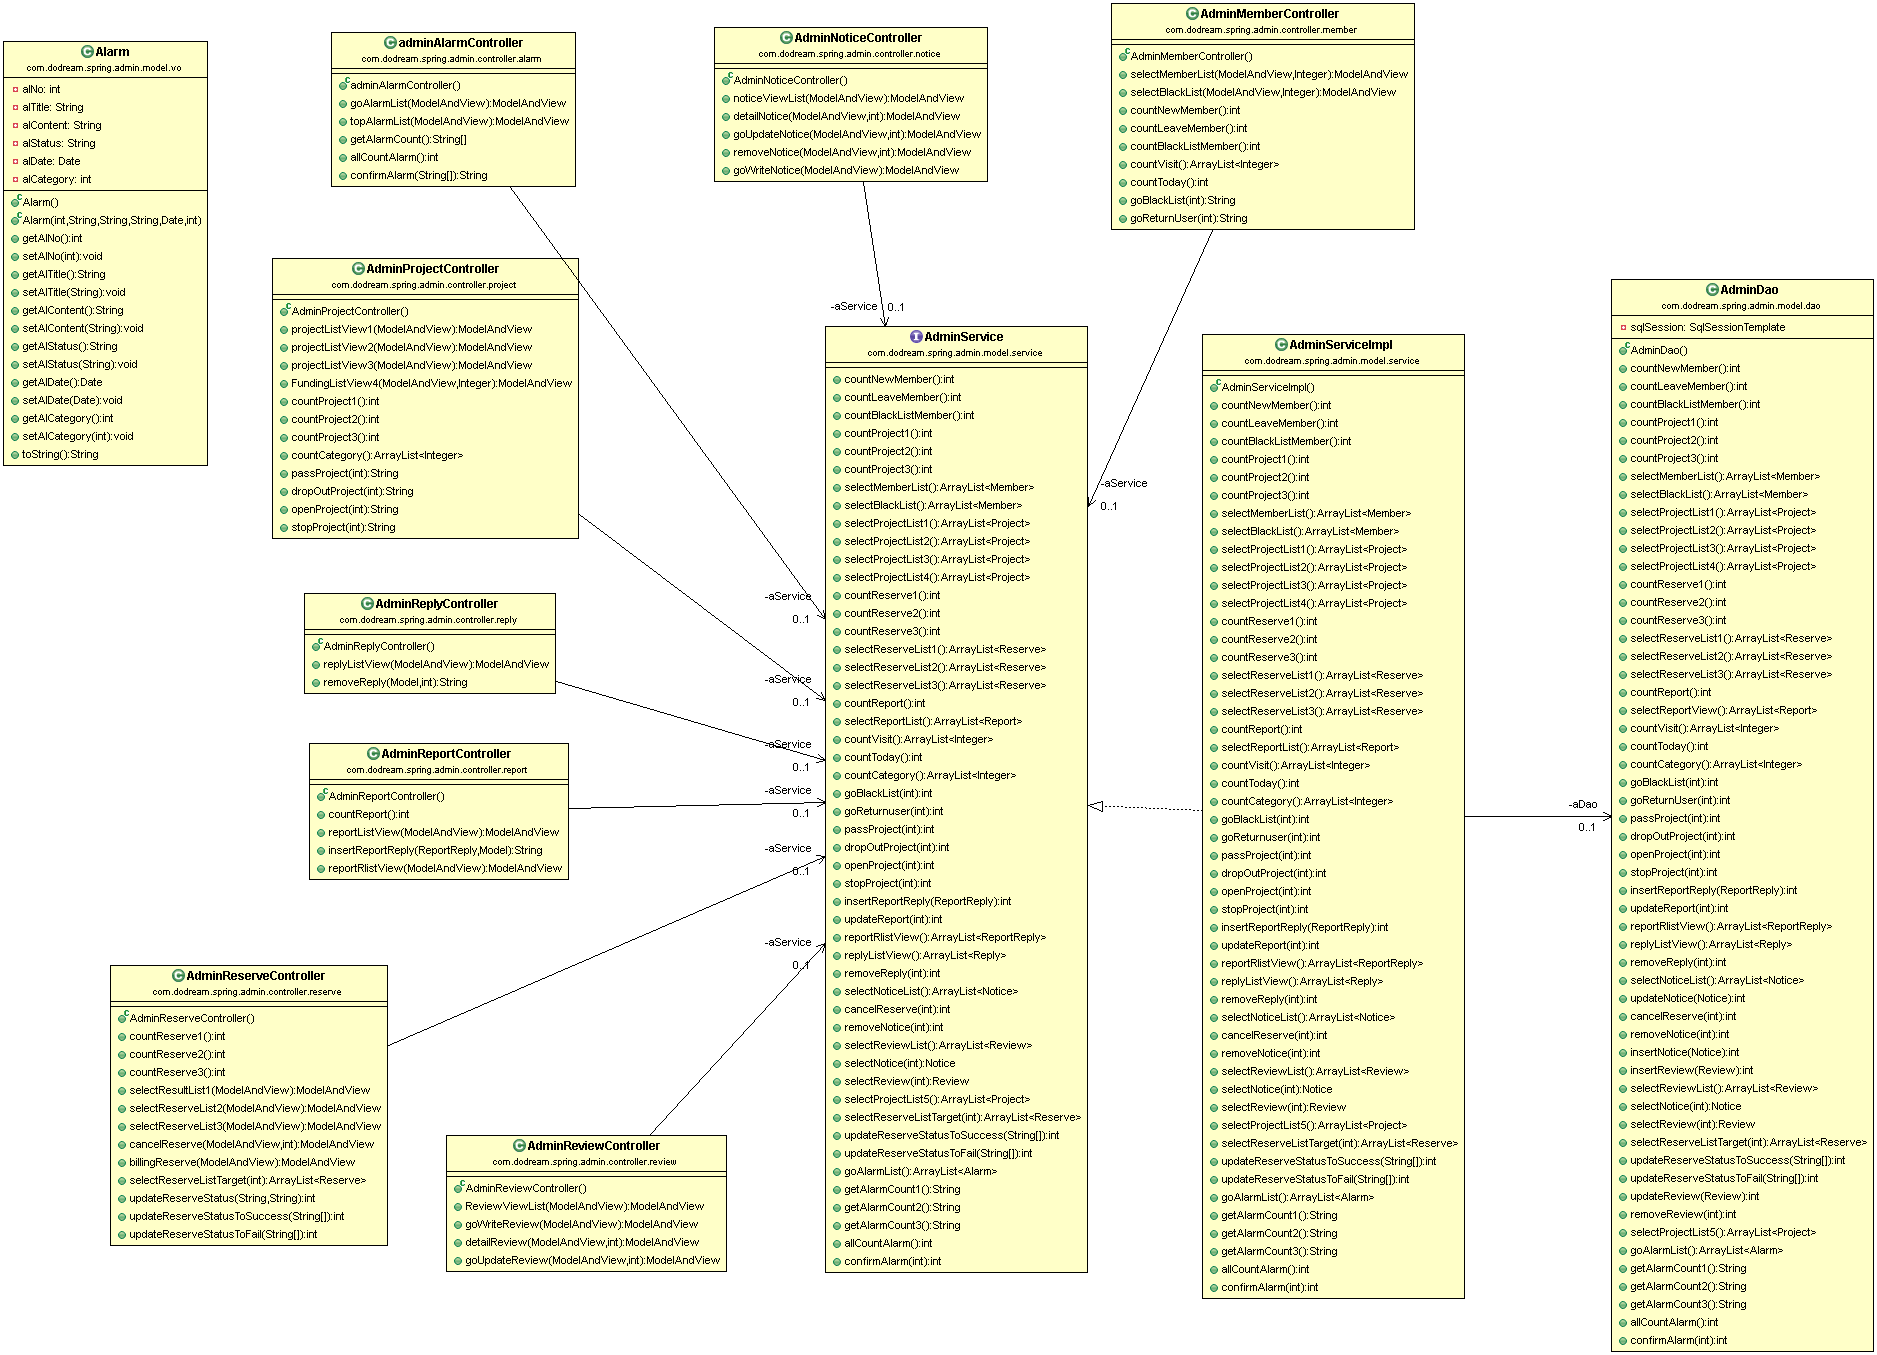 Alarm
com.dodream.spring.admin.model.vo
alNo: int
alTitle: String
alContent: String
alStatus: String
alDate: Date
alCategory: int
Alarm()
Alarm(int,String,String,String,Date,int)
getAlNo():int
setAlNo(int):void
getAlTitle():String
setAlTitle(String):void
getAlContent():String
setAlContent(String):void
getAlStatus():String
setAlStatus(String):void
getAlDate():Date
setAlDate(Date):void
getAlCategory():int
setAlCategory(int):void
toString():String
adminAlarmController
com.dodream.spring.admin.controller.alarm
adminAlarmController()
goAlarmList(ModelAndView):ModelAndView
topAlarmList(ModelAndView):ModelAndView
getAlarmCount():String[]
allCountAlarm():int
confirmAlarm(String[]):String
AdminNoticeController
com.dodream.spring.admin.controller.notice
AdminNoticeController()
noticeViewList(ModelAndView):ModelAndView
detailNotice(ModelAndView,int):ModelAndView
goUpdateNotice(ModelAndView,int):ModelAndView
removeNotice(ModelAndView,int):ModelAndView
goWriteNotice(ModelAndView):ModelAndView
AdminMemberController
com.dodream.spring.admin.controller.member
AdminMemberController()
selectMemberList(ModelAndView,Integer):ModelAndView
selectBlackList(ModelAndView,Integer):ModelAndView
countNewMember():int
countLeaveMember():int
countBlackListMember():int
countVisit():ArrayList<Integer>
countToday():int
goBlackList(int):String
goReturnUser(int):String
AdminProjectController
com.dodream.spring.admin.controller.project
AdminProjectController()
projectListView1(ModelAndView):ModelAndView
projectListView2(ModelAndView):ModelAndView
projectListView3(ModelAndView):ModelAndView
FundingListView4(ModelAndView,Integer):ModelAndView
countProject1():int
countProject2():int
countProject3():int
countCategory():ArrayList<Integer>
passProject(int):String
dropOutProject(int):String
openProject(int):String
stopProject(int):String
AdminReplyController
com.dodream.spring.admin.controller.reply
AdminReplyController()
replyListView(ModelAndView):ModelAndView
removeReply(Model,int):String
AdminReportController
com.dodream.spring.admin.controller.report
AdminReportController()
countReport():int
reportListView(ModelAndView):ModelAndView
insertReportReply(ReportReply,Model):String
reportRlistView(ModelAndView):ModelAndView
AdminReserveController
com.dodream.spring.admin.controller.reserve
AdminReserveController()
countReserve1():int
countReserve2():int
countReserve3():int
selectResultList1(ModelAndView):ModelAndView
selectReserveList2(ModelAndView):ModelAndView
selectReserveList3(ModelAndView):ModelAndView
cancelReserve(ModelAndView,int):ModelAndView
billingReserve(ModelAndView):ModelAndView
selectReserveListTarget(int):ArrayList<Reserve>
updateReserveStatus(String,String):int
updateReserveStatusToSuccess(String[]):int
updateReserveStatusToFail(String[]):int
AdminReviewController
com.dodream.spring.admin.controller.review
AdminReviewController()
ReviewViewList(ModelAndView):ModelAndView
goWriteReview(ModelAndView):ModelAndView
detailReview(ModelAndView,int):ModelAndView
goUpdateReview(ModelAndView,int):ModelAndView
-aService 0..1
-aService
0..1
-aService
0..1
-aService
0..1
-aService
0..1
-aService
0..1
-aService
0..1
-aService
0..1
AdminService
com.dodream.spring.admin.model.service
countNewMember():int
countLeaveMember():int
countBlackListMember():int
countProject1():int
countProject2():int
countProject3():int
selectMemberList():ArrayList<Member>
selectBlackList():ArrayList<Member>
selectProjectList1():ArrayList<Project>
selectProjectList2():ArrayList<Project>
selectProjectList3():ArrayList<Project>
selectProjectList4():ArrayList<Project>
countReserve1():int
countReserve2():int
countReserve3():int
selectReserveList1():ArrayList<Reserve>
selectReserveList2():ArrayList<Reserve>
selectReserveList3():ArrayList<Reserve>
countReport():int
selectReportList():ArrayList<Report>
countVisit():ArrayList<Integer>
countToday():int
countCategory():ArrayList<Integer>
goBlackList(int):int
goReturnuser(int):int
passProject(int):int
dropOutProject(int):int
openProject(int):int
stopProject(int):int
insertReportReply(ReportReply):int
updateReport(int):int
reportRlistView():ArrayList<ReportReply>
replyListView():ArrayList<Reply>
removeReply(int):int
selectNoticeList():ArrayList<Notice>
cancelReserve(int):int
removeNotice(int):int
selectReviewList():ArrayList<Review>
selectNotice(int):Notice
selectReview(int):Review
selectProjectList5():ArrayList<Project>
selectReserveListTarget(int):ArrayList<Reserve>
updateReserveStatusToSuccess(String[]):int
updateReserveStatusToFail(String[]):int
goAlarmList():ArrayList<Alarm>
getAlarmCount1():String
getAlarmCount2():String
getAlarmCount3():String
allCountAlarm():int
confirmAlarm(int):int
AdminServiceImpl
com.dodream.spring.admin.model.service
AdminServiceImpl()
countNewMember():int
countLeaveMember():int
countBlackListMember():int
countProject1():int
countProject2():int
countProject3():int
selectMemberList():ArrayList<Member>
selectBlackList():ArrayList<Member>
selectProjectList1():ArrayList<Project>
selectProjectList2():ArrayList<Project>
selectProjectList3():ArrayList<Project>
selectProjectList4():ArrayList<Project>
countReserve1():int
countReserve2():int
countReserve3():int
selectReserveList1():ArrayList<Reserve>
selectReserveList2():ArrayList<Reserve>
selectReserveList3():ArrayList<Reserve>
countReport():int
selectReportList():ArrayList<Report>
countVisit():ArrayList<Integer>
countToday():int
countCategory():ArrayList<Integer>
goBlackList(int):int
goReturnuser(int):int
passProject(int):int
dropOutProject(int):int
openProject(int):int
stopProject(int):int
insertReportReply(ReportReply):int
updateReport(int):int
reportRlistView():ArrayList<ReportReply>
replyListView():ArrayList<Reply>
removeReply(int):int
selectNoticeList():ArrayList<Notice>
cancelReserve(int):int
removeNotice(int):int
selectReviewList():ArrayList<Review>
selectNotice(int):Notice
selectReview(int):Review
selectProjectList5():ArrayList<Project>
selectReserveListTarget(int):ArrayList<Reserve>
updateReserveStatusToSuccess(String[]):int
updateReserveStatusToFail(String[]):int
goAlarmList():ArrayList<Alarm>
getAlarmCount1():String
getAlarmCount2():String
getAlarmCount3():String
allCountAlarm():int
confirmAlarm(int):int
-aDao
0..1
AdminDao
com.dodream.spring.admin.model.dao
sqlSession: SqlSessionTemplate
AdminDao()
countNewMember():int
countLeaveMember():int
countBlackListMember():int
countProject1():int
countProject2():int
countProject3():int
selectMemberList():ArrayList<Member>
selectBlackList():ArrayList<Member>
selectProjectList1():ArrayList<Project>
selectProjectList2():ArrayList<Project>
selectProjectList3():ArrayList<Project>
selectProjectList4():ArrayList<Project>
countReserve1():int
countReserve2():int
countReserve3():int
selectReserveList1():ArrayList<Reserve>
selectReserveList2():ArrayList<Reserve>
selectReserveList3():ArrayList<Reserve>
countReport():int
selectReportView():ArrayList<Report>
countVisit():ArrayList<Integer>
countToday():int
countCategory():ArrayList<Integer>
goBlackList(int):int
goReturnUser(int):int
passProject(int):int
dropOutProject(int):int
openProject(int):int
stopProject(int):int
insertReportReply(ReportReply):int
updateReport(int):int
reportRlistView():ArrayList<ReportReply>
replyListView():ArrayList<Reply>
removeReply(int):int
selectNoticeList():ArrayList<Notice>
updateNotice(Notice):int
cancelReserve(int):int
removeNotice(int):int
insertNotice(Notice):int
insertReview(Review):int
selectReviewList():ArrayList<Review>
selectNotice(int):Notice
selectReview(int):Review
selectReserveListTarget(int):ArrayList<Reserve>
updateReserveStatusToSuccess(String[]):int
updateReserveStatusToFail(String[]):int
updateReview(Review):int
removeReview(int):int
selectProjectList5():ArrayList<Project>
goAlarmList():ArrayList<Alarm>
getAlarmCount1():String
getAlarmCount2():String
getAlarmCount3():String
allCountAlarm():int
confirmAlarm(int):int